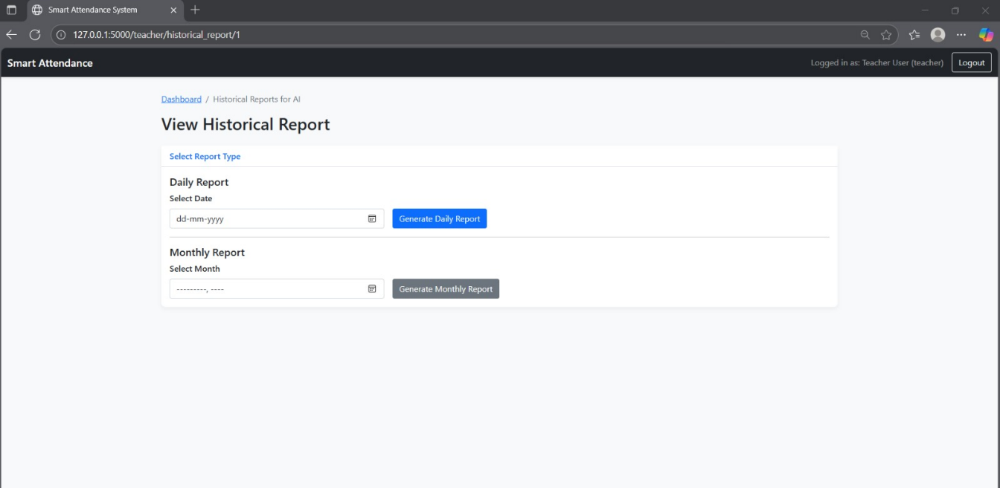 Smart Attendance System
127.0.0.1:5000/teacher/historical_report/1
Smart Attendance
Logged in as: Teacher User (teacher)
Logout
Dashboard / Historical Reports for AI
View Historical Report
Select Report Type
Daily Report
Select Date
dd-mm-yyyy
Generate Daily Report
Monthly Report
Select Month
---------, ----
Generate Monthly Report